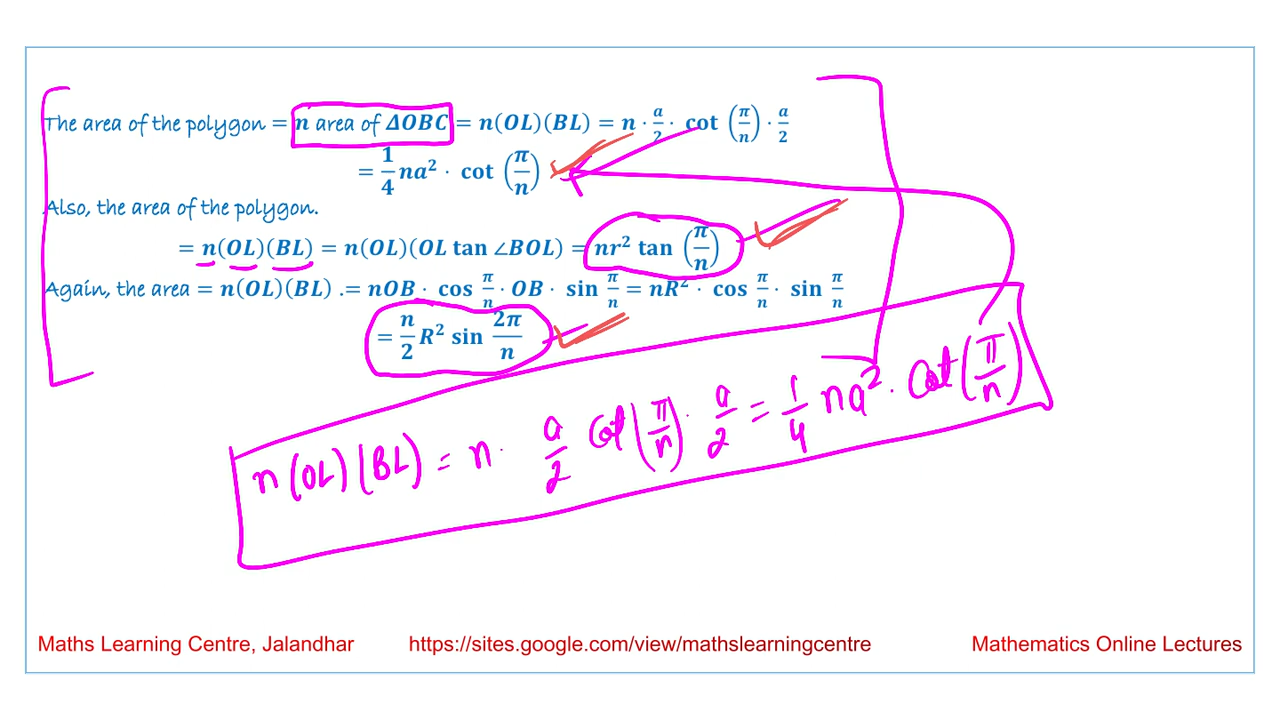 The area of the polygon = n area of ΔOBC = n(OL)(BL) = n · a/2 · cot (π/n) · a/2
= 1/4 na² · cot (π/n)
Also, the area of the polygon.
= n(OL)(BL) = n(OL)(OL tan ∠BOL) = nr² tan (π/n)
Again, the area = n(OL)(BL) .= nOB · cos π/n · OB · sin π/n = nR² · cos π/n · sin π/n
= n/2 R² sin 2π/n
n(OL)(BL) = n · a/2 Cot(π/n) · a/2 = 1/4 na² · Cot(π/n)
Maths Learning Centre, Jalandhar https://sites.google.com/view/mathslearningcentre Mathematics Online Lectures